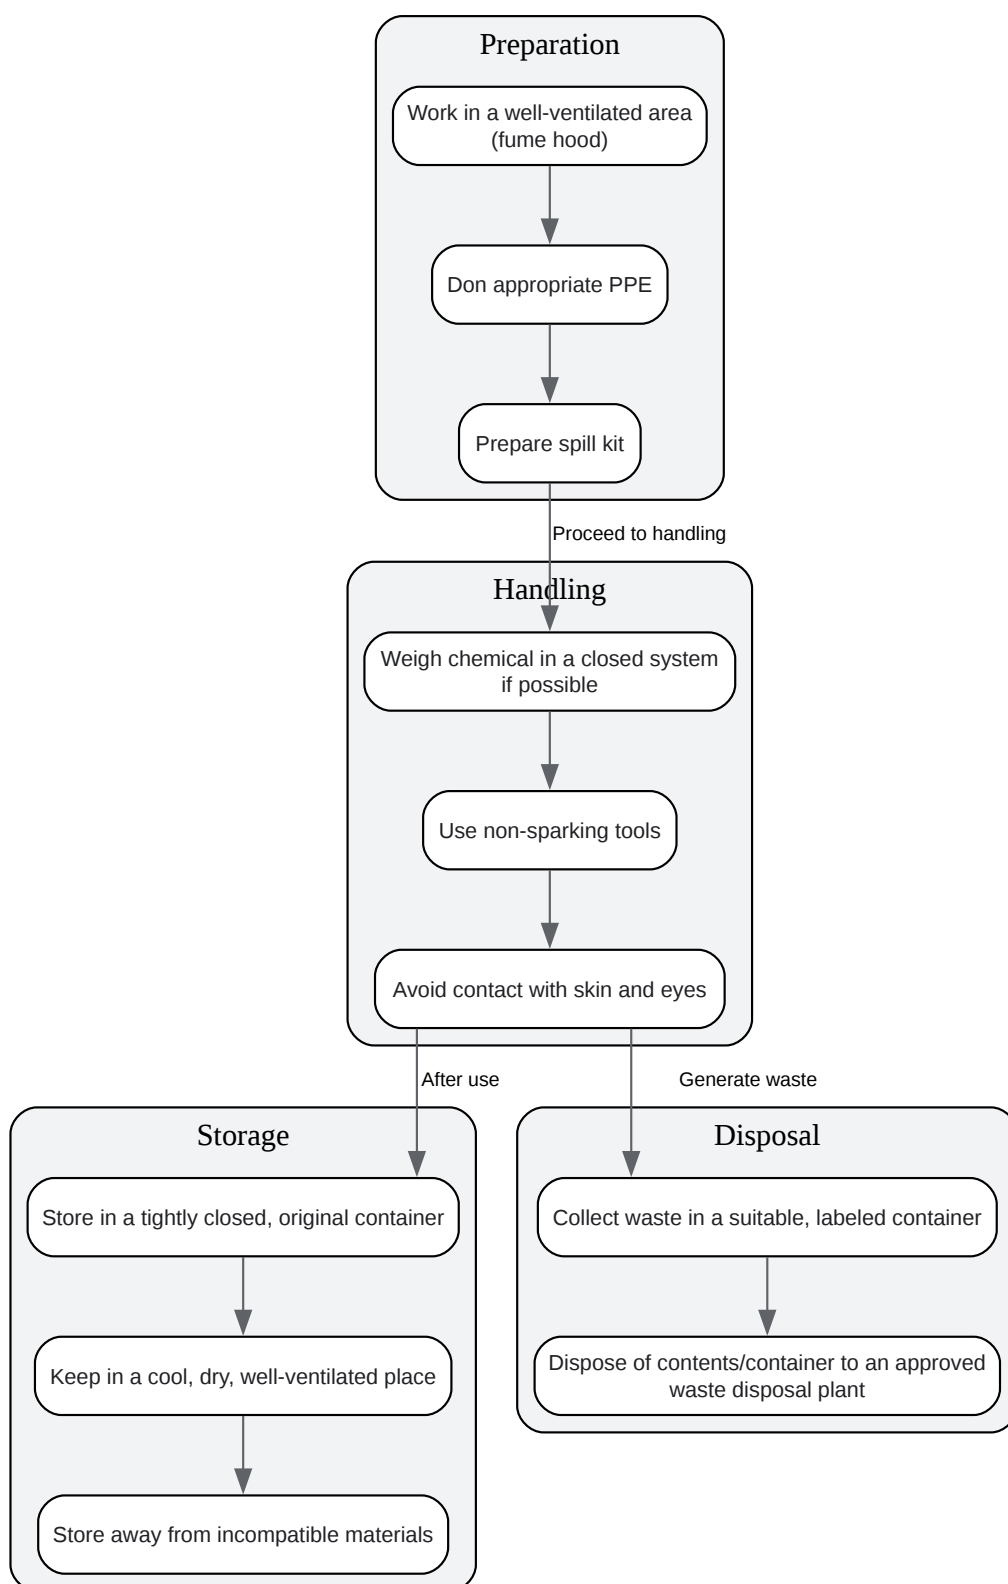 Preparation
Work in a well-ventilated area
(fume hood)
Don appropriate PPE
Prepare spill kit
Proceed to handling
Handling
Weigh chemical in a closed system
if possible
Use non-sparking tools
Avoid contact with skin and eyes
After use
Generate waste
Storage
Store in a tightly closed, original container
Keep in a cool, dry, well-ventilated place
Store away from incompatible materials
Disposal
Collect waste in a suitable, labeled container
Dispose of contents/container to an approved
waste disposal plant